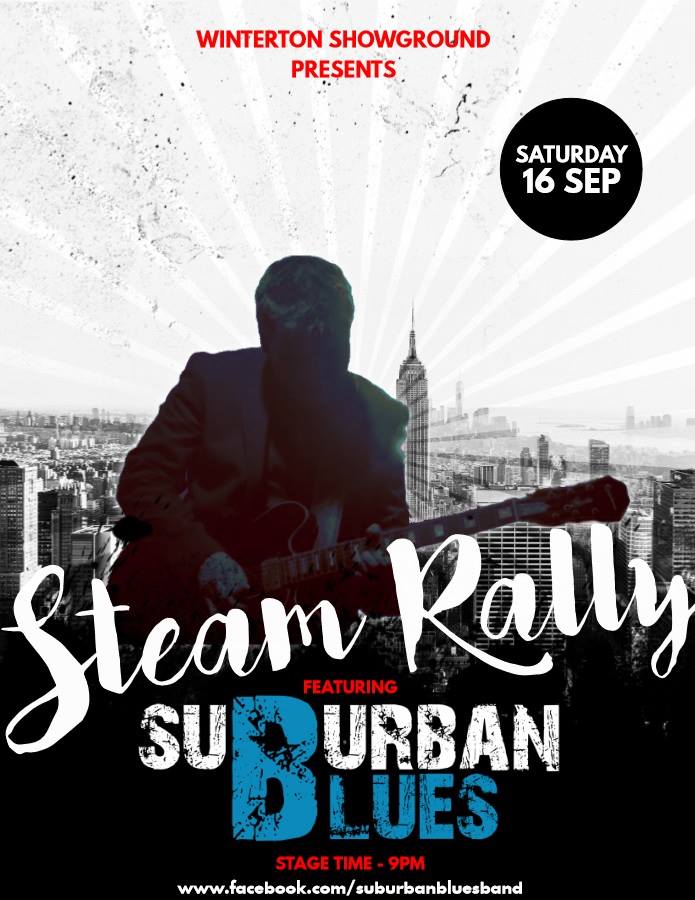 WINTERTON SHOWGROUND
PRESENTS
SATURDAY
16 SEP
Steam Rally
FEATURING
SUBURBAN
BLUES
STAGE TIME - 9PM
www.facebook.com/suburbanbluesband